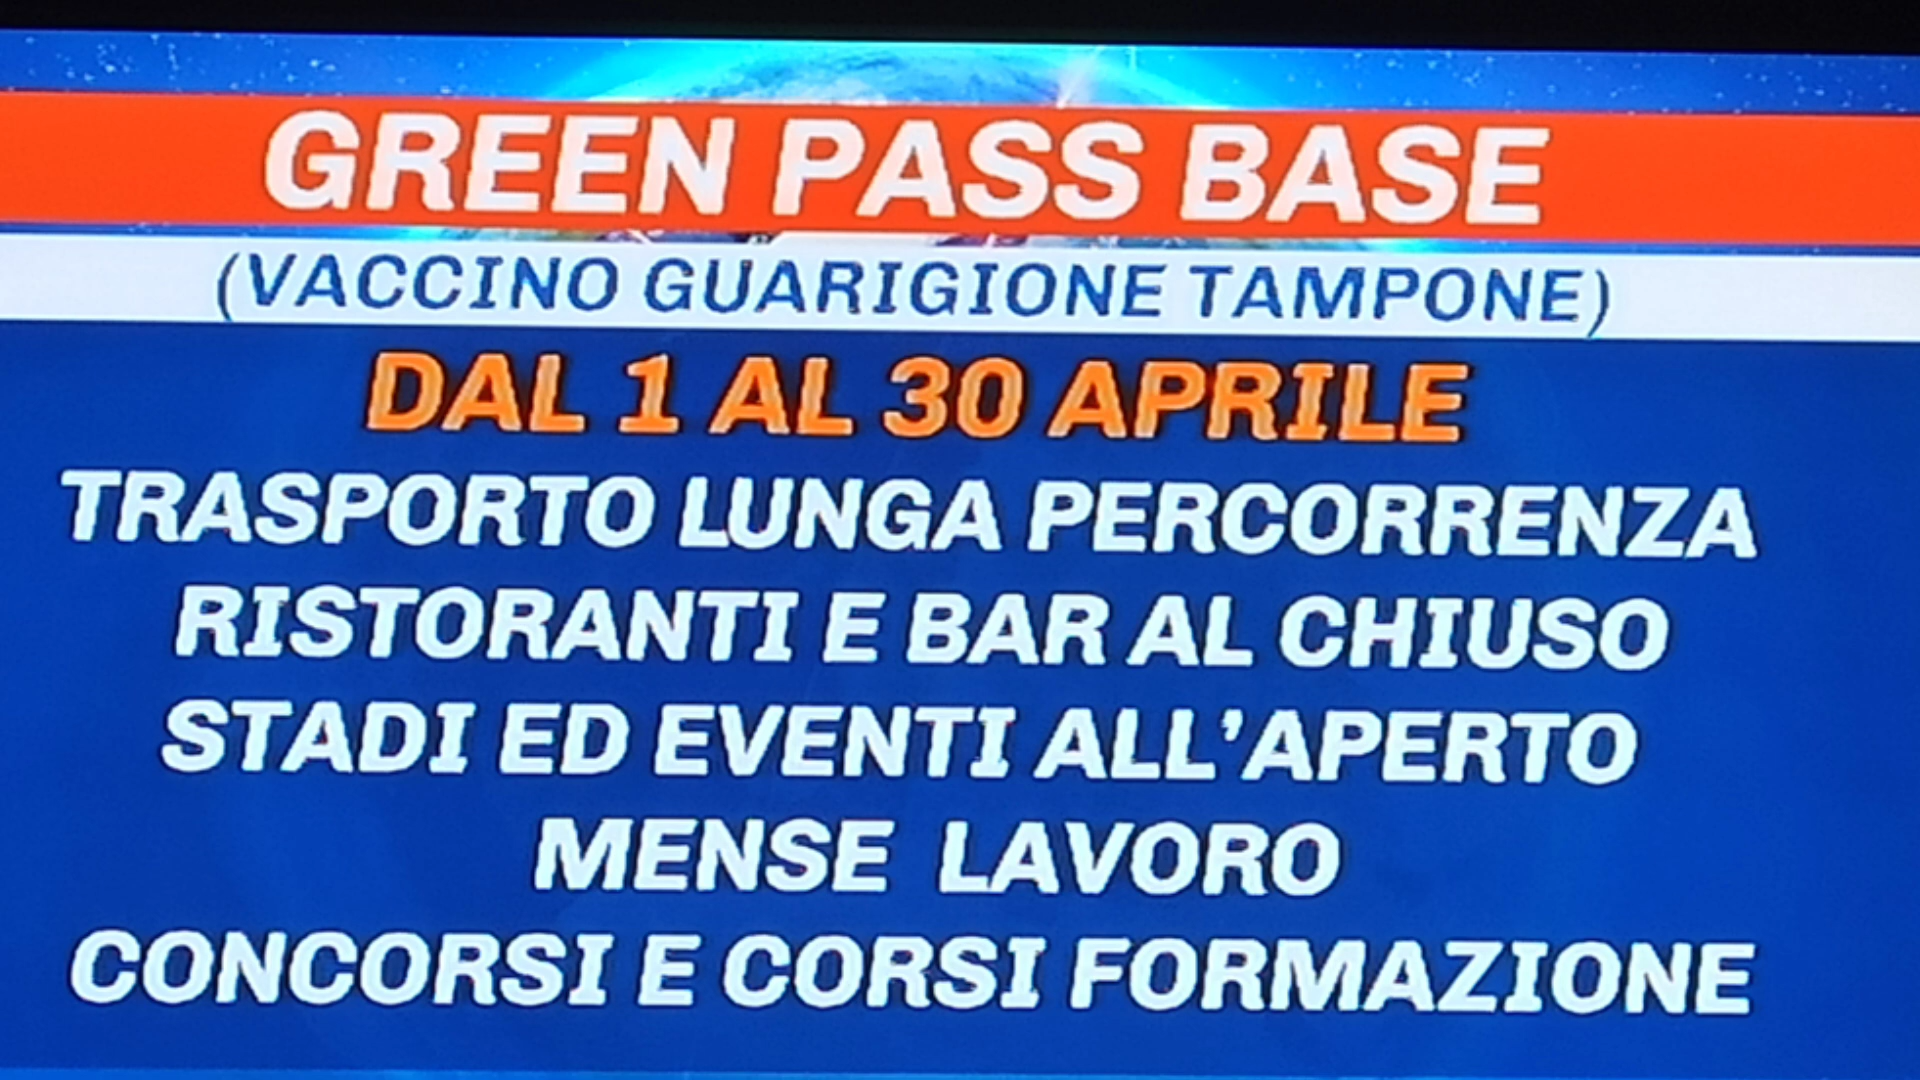 GREEN PASS BASE
(VACCINO GUARIGIONE TAMPONE)
DAL 1 AL 30 APRILE
TRASPORTO LUNGA PERCORRENZA
RISTORANTI E BAR AL CHIUSO
STADI ED EVENTI ALL'APERTO
MENSE LAVORO
CONCORSI E CORSI FORMAZIONE